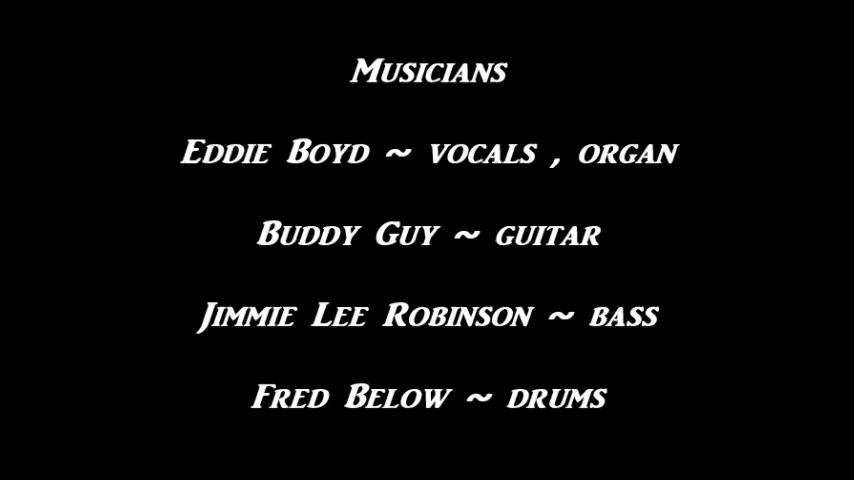 Musicians
Eddie Boyd ~ vocals , organ
Buddy Guy ~ guitar
Jimmie Lee Robinson ~ bass
Fred Below ~ drums